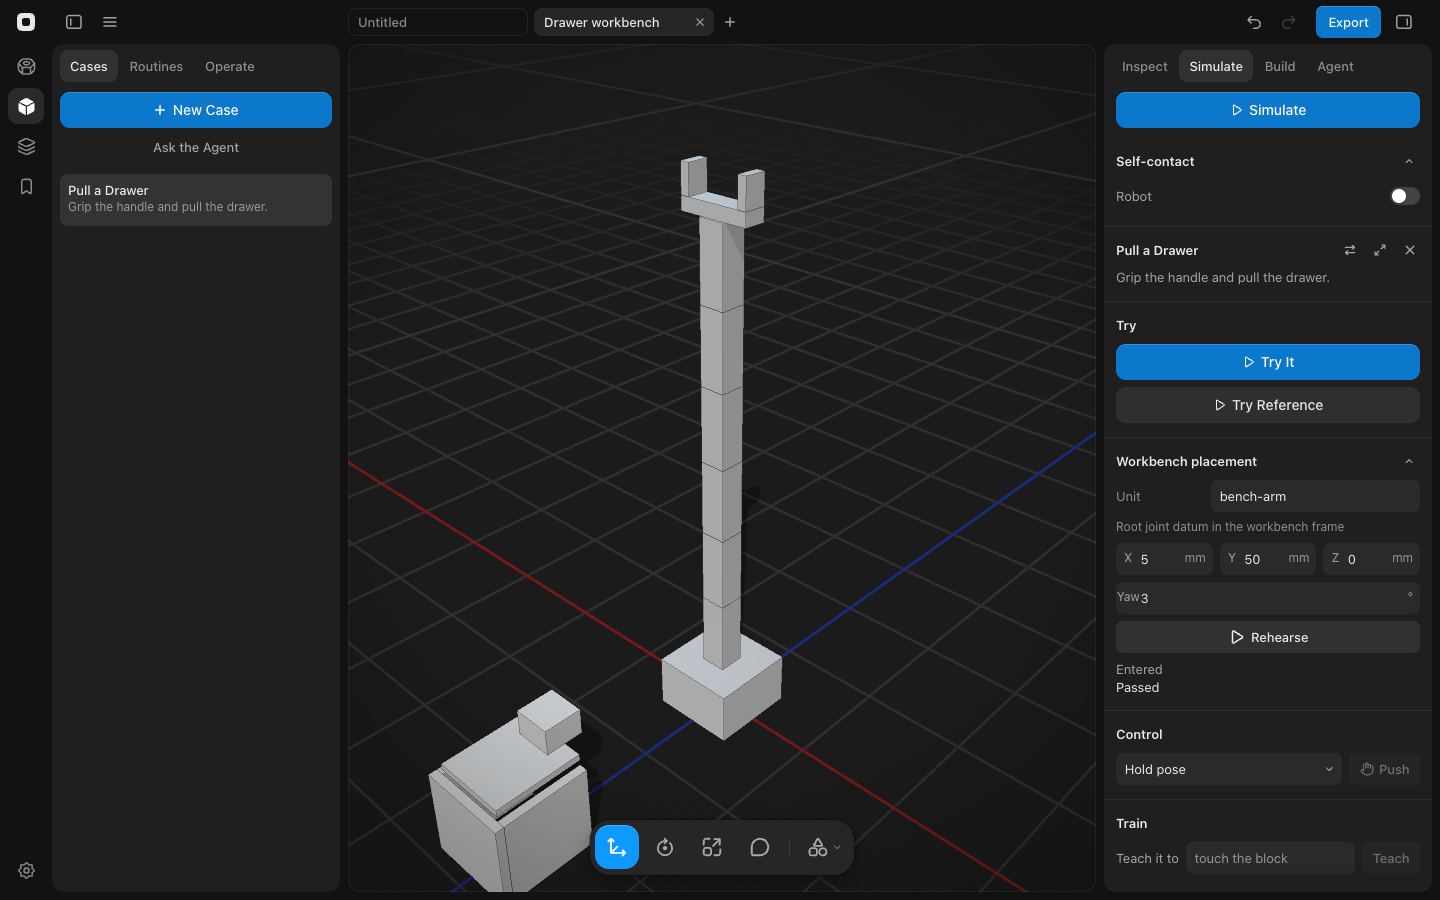 Untitled
Drawer workbench
Export
Cases
Routines
Operate
New Case
Ask the Agent
Pull a Drawer
Grip the handle and pull the drawer.
Inspect
Simulate
Build
Agent
Simulate
Self-contact
Robot
Pull a Drawer
Grip the handle and pull the drawer.
Try
Try It
Try Reference
Workbench placement
Unit bench-arm
Root joint datum in the workbench frame
X 5 mm Y 50 mm Z 0 mm
Yaw 3 °
Rehearse
Entered
Passed
Control
Hold pose
Push
Train
Teach it to touch the block Teach